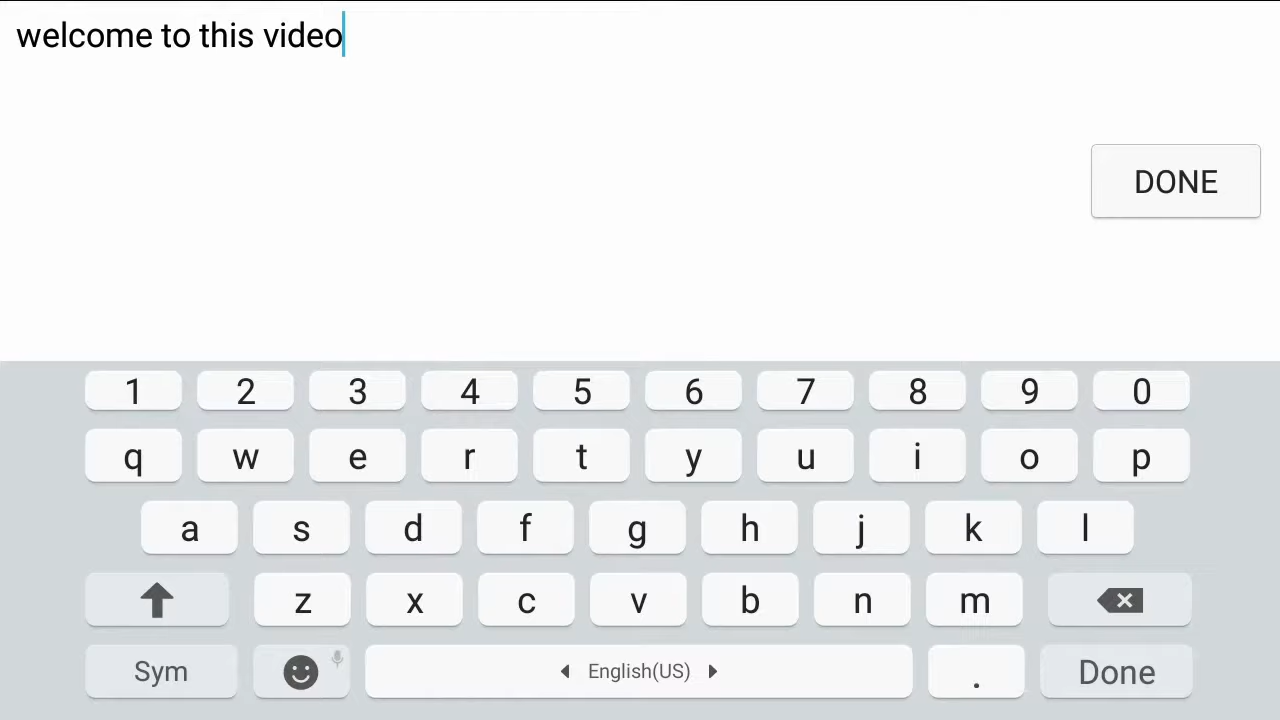 welcome to this video
DONE
1 2 3 4 5 6 7 8 9 0
q w e r t y u i o p
a s d f g h j k l
z x c v b n m
Sym English(US) . Done